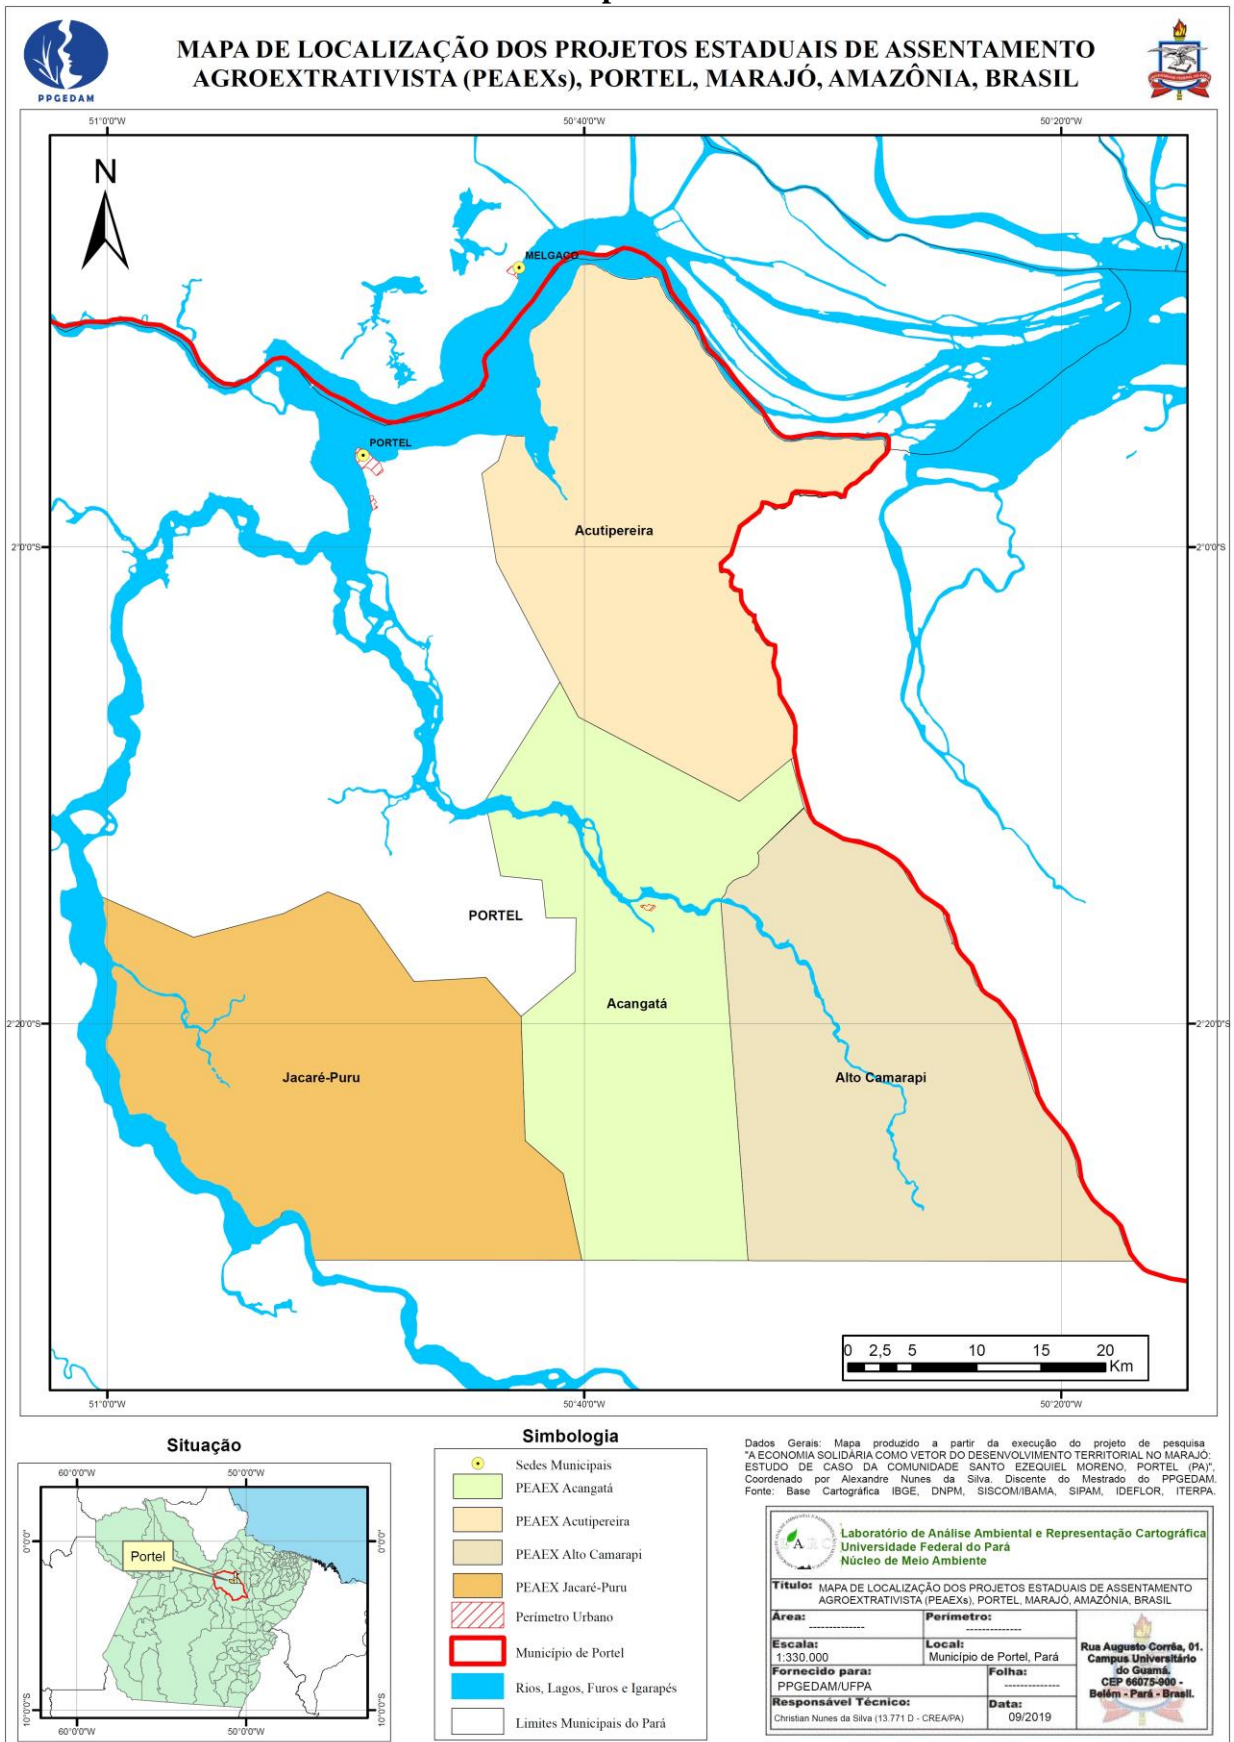 PPGEDAM
MAPA DE LOCALIZAÇÃO DOS PROJETOS ESTADUAIS DE ASSENTAMENTO
AGROEXTRATIVISTA (PEAEXs), PORTEL, MARAJÓ, AMAZÔNIA, BRASIL
51°0'0"W
50°40'0"W
50°20'0"W
N
MELGAÇO
PORTEL
Acutipereira
2°0'0"S
2°0'0"S
PORTEL
Acangatá
2°20'0"S
2°20'0"S
Jacaré-Puru
Alto Camarapi
0 2,5 5 10 15 20
Km
51°0'0"W
50°40'0"W
50°20'0"W
Situação
60°0'0"W
50°0'0"W
0°0'0"
0°0'0"
Portel
10°0'0"S
10°0'0"S
60°0'0"W
50°0'0"W
Simbologia
Sedes Municipais
PEAEX Acangatá
PEAEX Acutipereira
PEAEX Alto Camarapi
PEAEX Jacaré-Puru
Perímetro Urbano
Município de Portel
Rios, Lagos, Furos e Igarapés
Limites Municipais do Pará
Dados Gerais: Mapa produzido a partir da execução do projeto de pesquisa
"A ECONOMIA SOLIDÁRIA COMO VETOR DO DESENVOLVIMENTO TERRITORIAL NO MARAJÓ:
ESTUDO DE CASO DA COMUNIDADE SANTO EZEQUIEL MORENO, PORTEL (PA)",
Coordenado por Alexandre Nunes da Silva. Discente do Mestrado do PPGEDAM.
Fonte: Base Cartográfica IBGE, DNPM, SISCOM/IBAMA, SIPAM, IDEFLOR, ITERPA.
Laboratório de Análise Ambiental e Representação Cartográfica
Universidade Federal do Pará
Núcleo de Meio Ambiente
Título: MAPA DE LOCALIZAÇÃO DOS PROJETOS ESTADUAIS DE ASSENTAMENTO
AGROEXTRATIVISTA (PEAEXs), PORTEL, MARAJÓ, AMAZÔNIA, BRASIL
Área: --------------
Perímetro: --------------
Escala:
1:330.000
Local:
Município de Portel, Pará
Fornecido para:
PPGEDAM/UFPA
Folha:
--------------
Responsável Técnico:
Christian Nunes da Silva (13.771 D - CREA/PA)
Data:
09/2019
Rua Augusto Corrêa, 01.
Campus Universitário
do Guamá.
CEP 66075-900 -
Belém - Pará - Brasil.